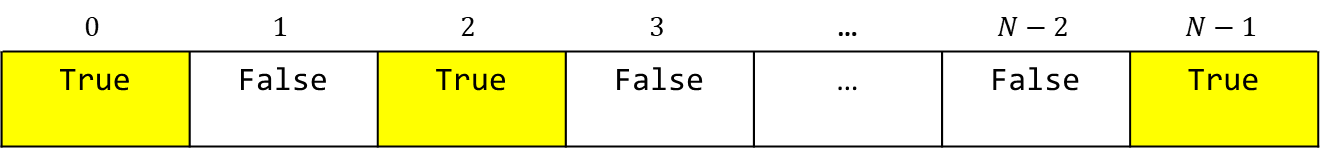 0 1 2 3 ... N − 2 N − 1
True False True False ... False True